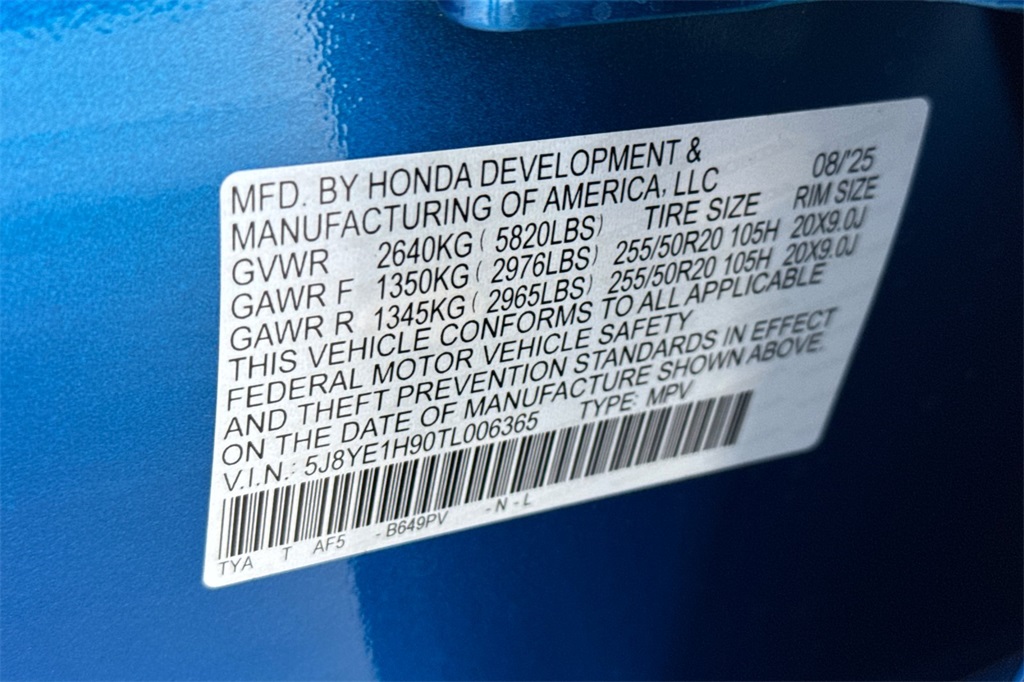 MFD. BY HONDA DEVELOPMENT & 08/'25
MANUFACTURING OF AMERICA, LLC
GVWR 2640KG ( 5820LBS) TIRE SIZE RIM SIZE
GAWR F 1350KG ( 2976LBS) 255/50R20 105H 20X9.0J
GAWR R 1345KG ( 2965LBS) 255/50R20 105H 20X9.0J
THIS VEHICLE CONFORMS TO ALL APPLICABLE
FEDERAL MOTOR VEHICLE SAFETY
AND THEFT PREVENTION STANDARDS IN EFFECT
ON THE DATE OF MANUFACTURE SHOWN ABOVE.
V.I.N.: 5J8YE1H90TL006365 TYPE: MPV
TYA T AF5 - B649PV - N - L